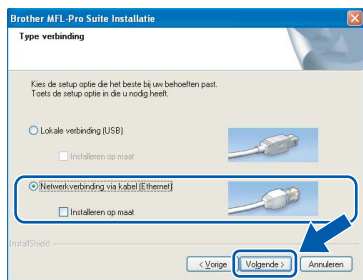 Brother MFL-Pro Suite Installatie
Type verbinding
Kies de setup optie die het beste bij uw behoeften past.
Toets de setup optie in die u nodig heeft.
Lokale verbinding (USB)
Installeren op maat
Netwerkverbinding via kabel (Ethernet)
Installeren op maat
InstallShield
< Vorige
Volgende >
Annuleren